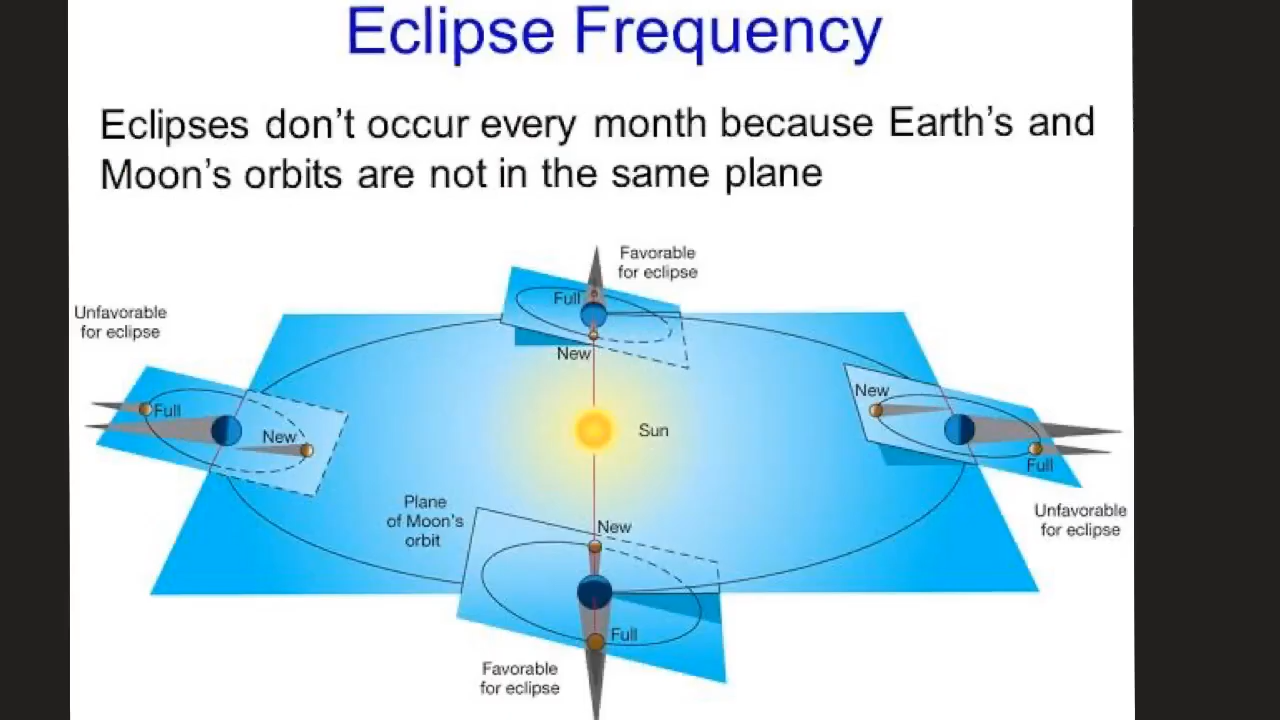 Eclipse Frequency
Eclipses don't occur every month because Earth's and
Moon's orbits are not in the same plane
Favorable
for eclipse
Full
New
Unfavorable
for eclipse
Full
New
Sun
New
Full
Unfavorable
for eclipse
Plane
of Moon's
orbit
New
Full
Favorable
for eclipse